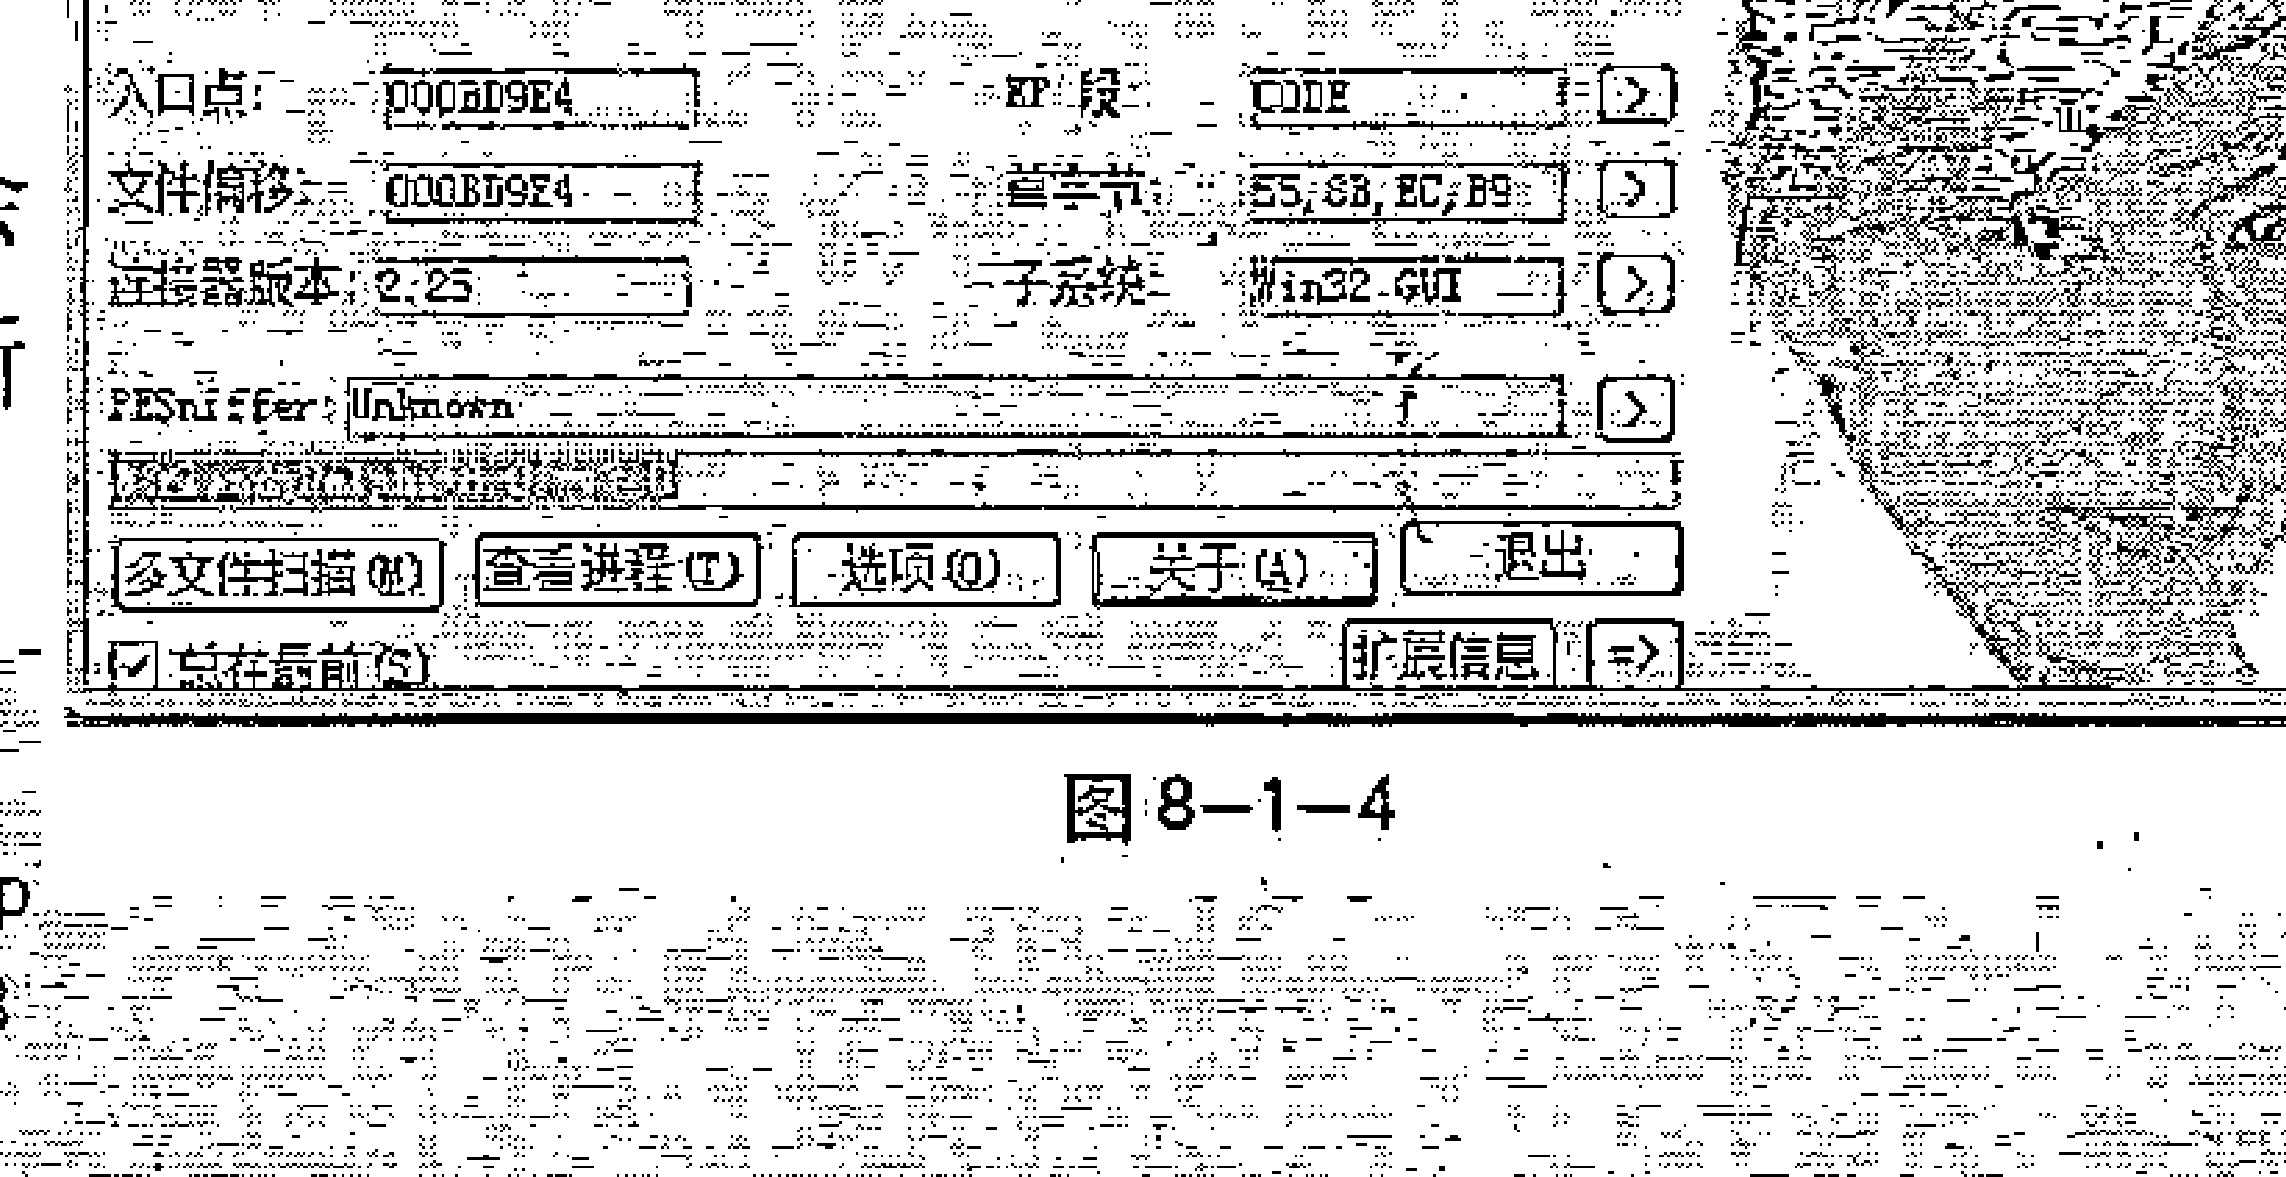 入口点: 000BD9E4 EP 段 CODE >
文件偏移: 000BD9E4 首字节: 55,8B,EC,B9 >
连接器版本: 2.25 子系统: Win32 GUI >
PESniffer: Unknown >
多文件扫描(M) 查看进程(T) 选项(O) 关于(A) 退出
总在最前(S) 扩展信息 =>
图 8-1-4